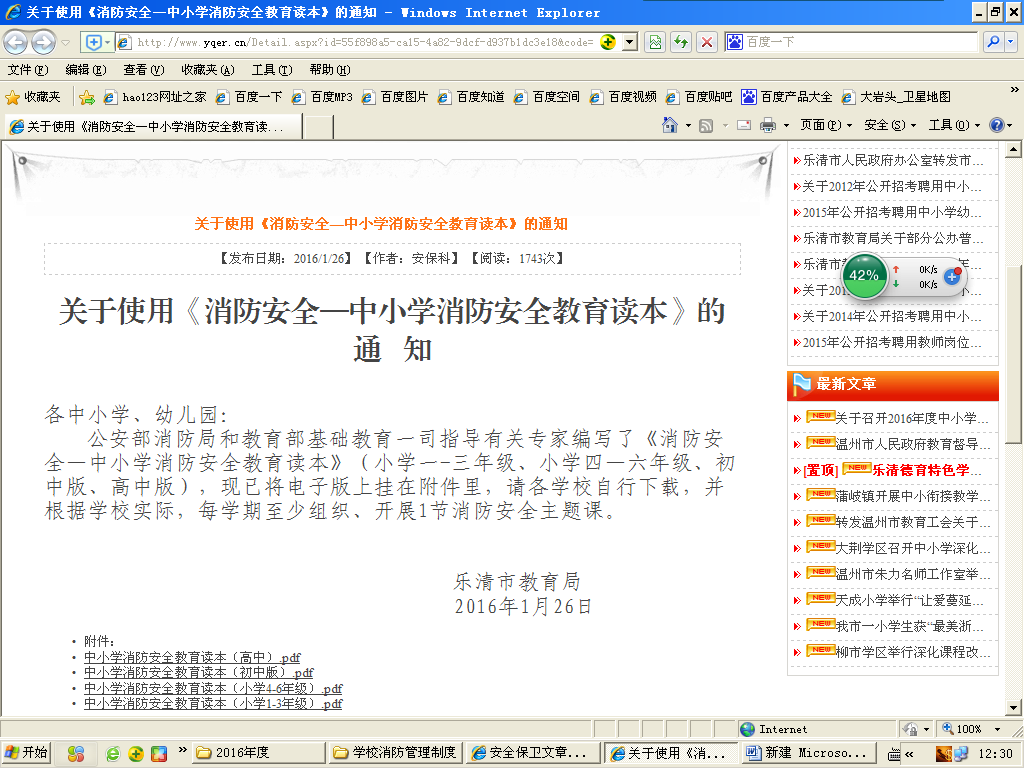 关于使用《消防安全—中小学消防安全教育读本》的通知 - Windows Internet Explorer
http://www.yqer.cn/Detail.aspx?id=55f898a5-ca15-4a82-9dcf-d937b1dc3e18&code=
百度一下
文件(F) 编辑(E) 查看(V) 收藏夹(A) 工具(T) 帮助(H)
收藏夹 hao123网址之家 百度一下 百度MP3 百度图片 百度知道 百度空间 百度视频 百度贴吧 百度产品大全 大岩头_卫星地图 »
关于使用《消防安全—中小学消防安全教育读...
页面(P) 安全(S) 工具(O)
关于使用《消防安全—中小学消防安全教育读本》的通知
【发布日期：2016/1/26】 【作者：安保科】 【阅读：1743次】
关于使用《消防安全—中小学消防安全教育读本》的
通 知
各中小学、幼儿园：
公安部消防局和教育部基础教育一司指导有关专家编写了《消防安
全—中小学消防安全教育读本》（小学一-三年级、小学四—六年级、初
中版、高中版），现已将电子版上挂在附件里，请各学校自行下载，并
根据学校实际，每学期至少组织、开展1节消防安全主题课。
乐清市教育局
2016年1月26日
• 附件：
• 中小学消防安全教育读本（高中）.pdf
• 中小学消防安全教育读本（初中版）.pdf
• 中小学消防安全教育读本（小学4-6年级）.pdf
• 中小学消防安全教育读本（小学1-3年级）.pdf
乐清市人民政府办公室转发市...
关于2012年公开招考聘用中小...
2015年公开招考聘用中小学幼...
乐清市教育局关于部分公办普...
乐清市
关于201
42% 0K/s
0K/s
关于2014年公开招考聘用中小...
2015年公开招考聘用教师岗位...
最新文章
NEW 关于召开2016年度中小学...
NEW 温州市人民政府教育督导...
[置顶] NEW 乐清德育特色学...
NEW 蒲岐镇开展中小衔接教学...
NEW 转发温州市教育工会关于...
NEW 大荆学区召开中小学深化...
NEW 温州市朱力名师工作室举...
NEW 天成小学举行“让爱蔓延...
NEW 我市一小学生获“最美浙...
NEW 柳市学区举行深化课程改...
Internet 100%
开始 » 2016年度 学校消防管理制度 安全保卫文章... 关于使用《消... 新建 Microso... « 12:30